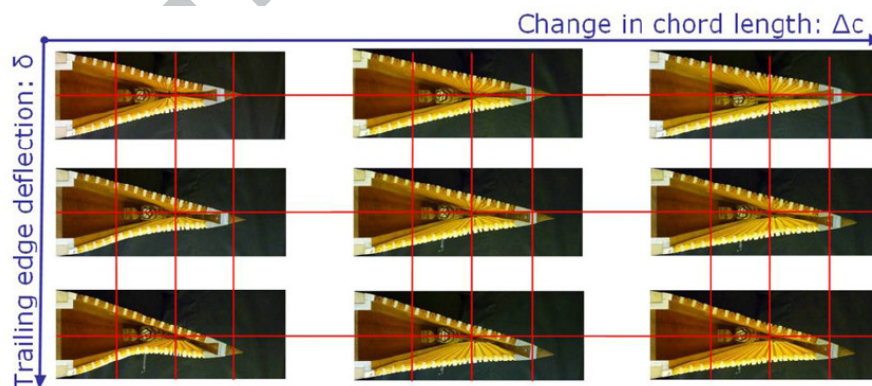 Change in chord length: Δc
Trailing edge deflection: δ